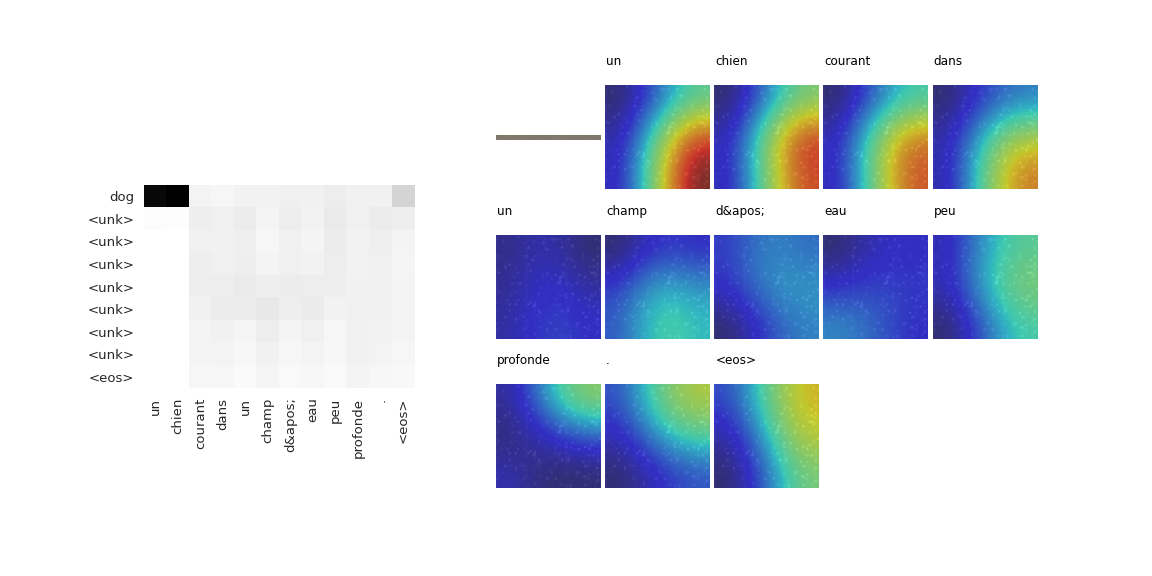 dog
<unk>
<unk>
<unk>
<unk>
<unk>
<unk>
<unk>
<eos>
un
chien
courant
dans
un
champ
d&apos;
eau
peu
profonde
.
<eos>
un chien courant dans
un champ d&apos; eau peu
profonde . <eos>